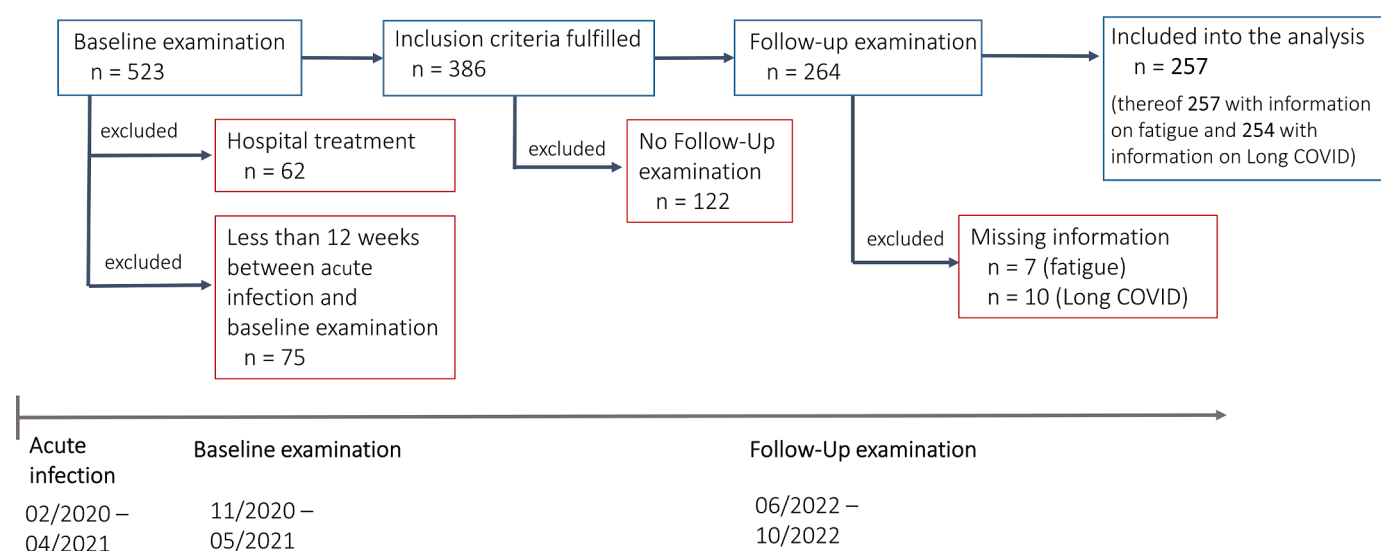 Baseline examination
n = 523
Inclusion criteria fulfilled
n = 386
Follow-up examination
n = 264
Included into the analysis
n = 257
(thereof 257 with information
on fatigue and 254 with
information on Long COVID)
excluded
Hospital treatment
n = 62
excluded
No Follow-Up
examination
n = 122
excluded
Less than 12 weeks
between acute
infection and
baseline examination
n = 75
excluded
Missing information
n = 7 (fatigue)
n = 10 (Long COVID)
Acute
infection
02/2020 –
04/2021
Baseline examination
11/2020 –
05/2021
Follow-Up examination
06/2022 –
10/2022